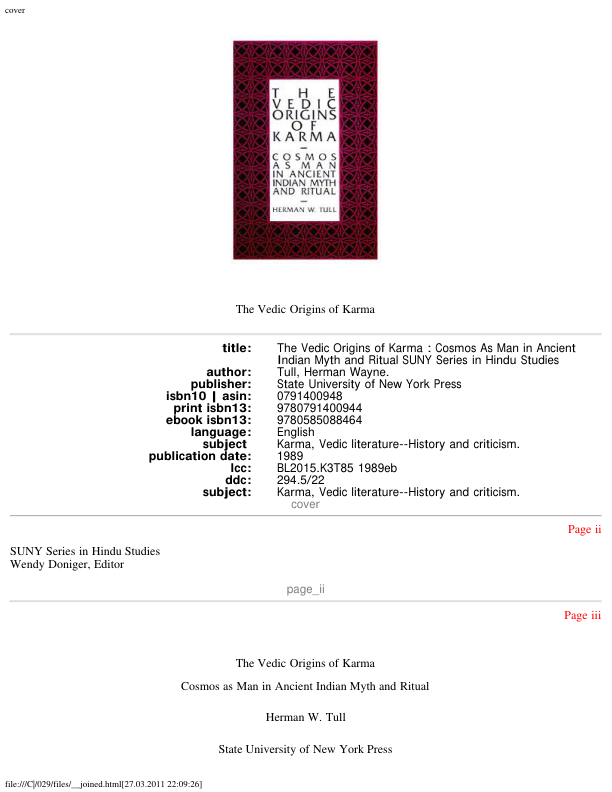 cover
THE
VEDIC
ORIGINS
OF
KARMA
–
COSMOS
AS MAN
IN ANCIENT
INDIAN MYTH
AND RITUAL
–
HERMAN W. TULL
The Vedic Origins of Karma
title: The Vedic Origins of Karma : Cosmos As Man in Ancient
Indian Myth and Ritual SUNY Series in Hindu Studies
author: Tull, Herman Wayne.
publisher: State University of New York Press
isbn10 | asin: 0791400948
print isbn13: 9780791400944
ebook isbn13: 9780585088464
language: English
subject Karma, Vedic literature--History and criticism.
publication date: 1989
lcc: BL2015.K3T85 1989eb
ddc: 294.5/22
subject: Karma, Vedic literature--History and criticism.
cover
Page ii
SUNY Series in Hindu Studies
Wendy Doniger, Editor
page_ii
Page iii
The Vedic Origins of Karma
Cosmos as Man in Ancient Indian Myth and Ritual
Herman W. Tull
State University of New York Press
file:///C|/029/files/__joined.html[27.03.2011 22:09:26]